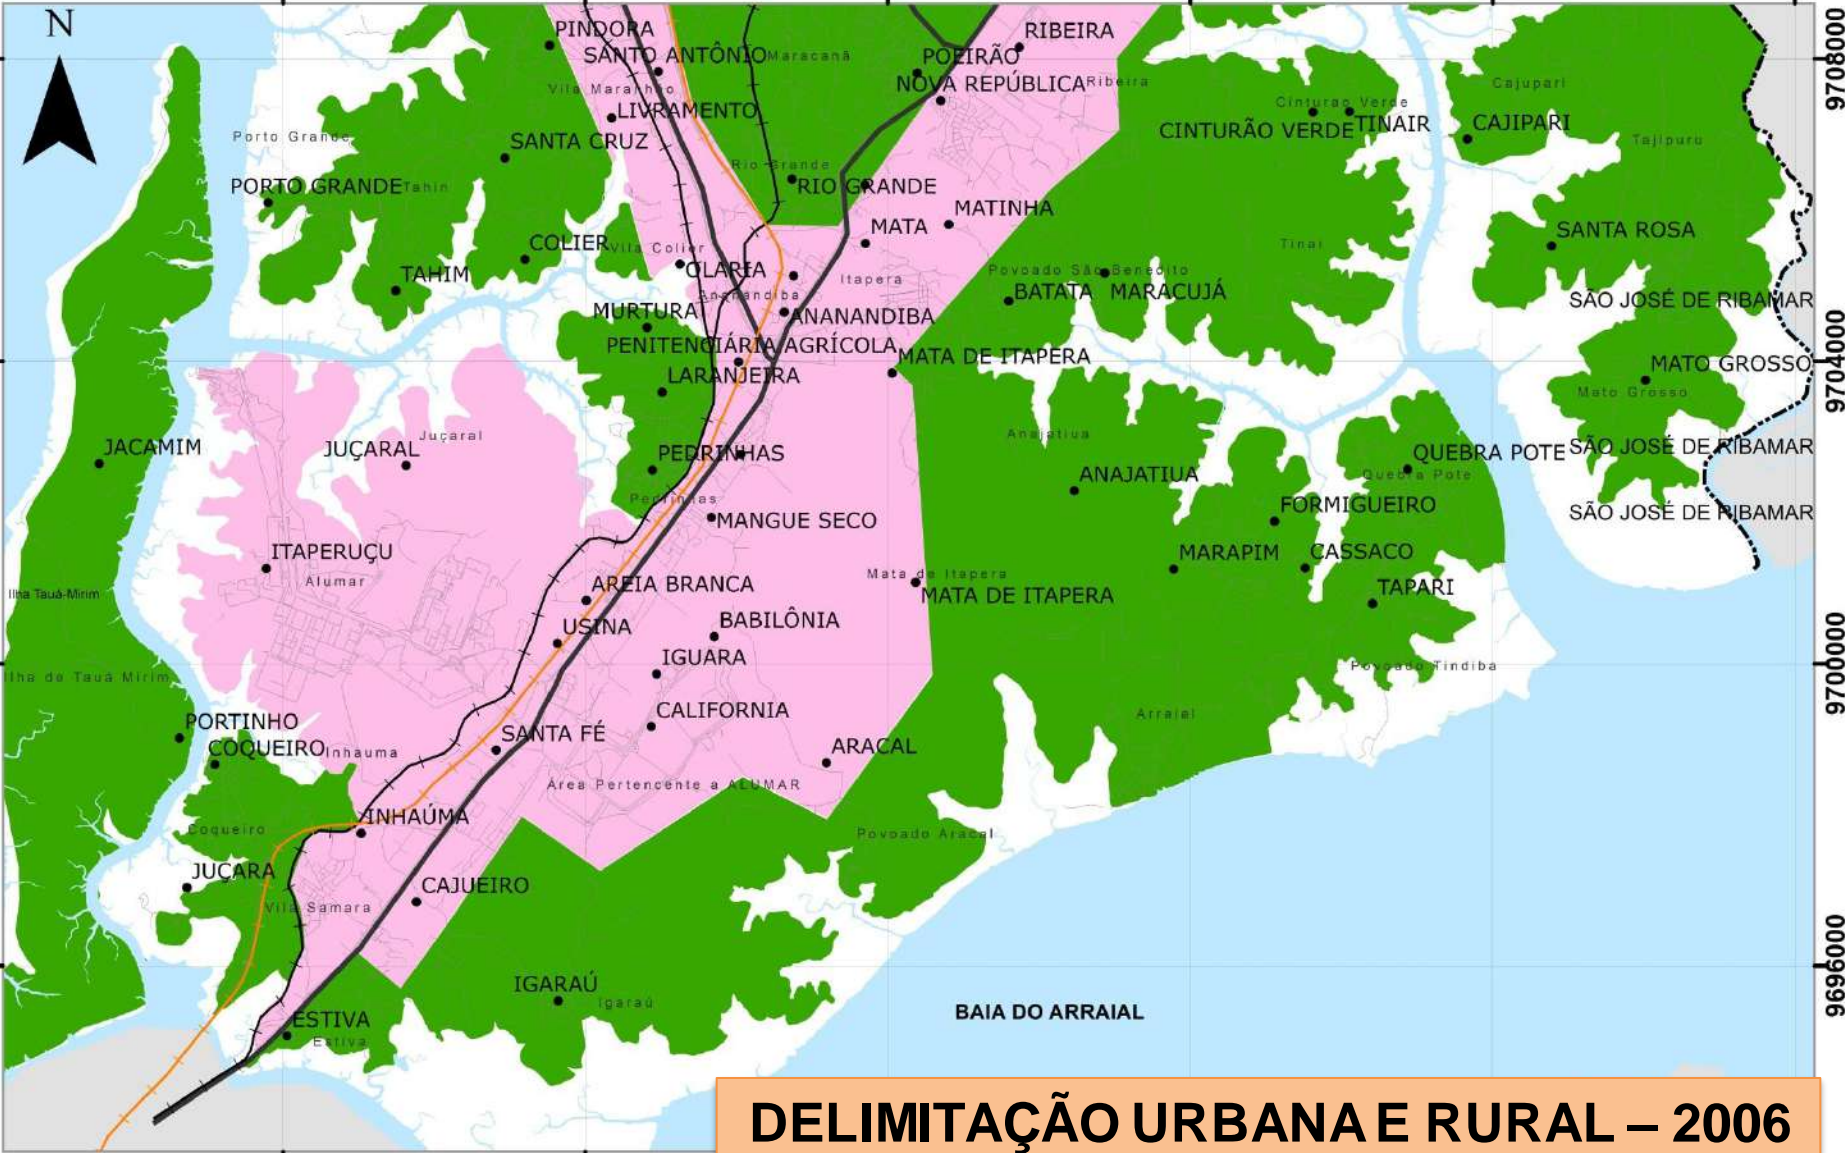 N
PINDORA
RIBEIRA
SANTO ANTÔNIO
Maracanã
POEIRÃO
Vila Maranhão
NOVA REPÚBLICA
Ribeira
Cajupari
9708000
LIVRAMENTO
Cinturao Verde
Porto Grande
SANTA CRUZ
CINTURÃO VERDE
TINAIR
CAJIPARI
Tajipuru
Rio Grande
PORTO GRANDE
Tahin
RIO GRANDE
MATINHA
MATA
SANTA ROSA
COLIER
Vila Colier
Tinai
TAHIM
OLARIA
Itapera
Povoado São Benedito
Ananandiba
BATATA
MARACUJÁ
SÃO JOSÉ DE RIBAMAR
MURTURA
ANANANDIBA
PENITENCIÁRIA AGRÍCOLA
MATA DE ITAPERA
MATO GROSSO
9704000
LARANJEIRA
Mato Grosso
JACAMIM
JUÇARAL
Juçaral
Anajatiua
PEDRINHAS
QUEBRA POTE
SÃO JOSÉ DE RIBAMAR
Quebra Pote
ANAJATIUA
Pedrinhas
FORMIGUEIRO
MANGUE SECO
SÃO JOSÉ DE RIBAMAR
ITAPERUÇU
MARAPIM
CASSACO
Alumar
Mata de Itapera
Ilha Tauá-Mirim
AREIA BRANCA
MATA DE ITAPERA
TAPARI
BABILÔNIA
USINA
IGUARA
Povoado Tindiba
9700000
Ilha de Tauá Mirim
CALIFORNIA
Arraial
PORTINHO
COQUEIRO
Inhauma
SANTA FÉ
ARACAL
Área Pertencente a ALUMAR
INHAÚMA
Coqueiro
Povoado Aracal
JUÇARA
CAJUEIRO
Vila Samara
9696000
IGARAÚ
Igaraú
BAIA DO ARRAIAL
ESTIVA
Estiva
DELIMITAÇÃO URBANA E RURAL – 2006